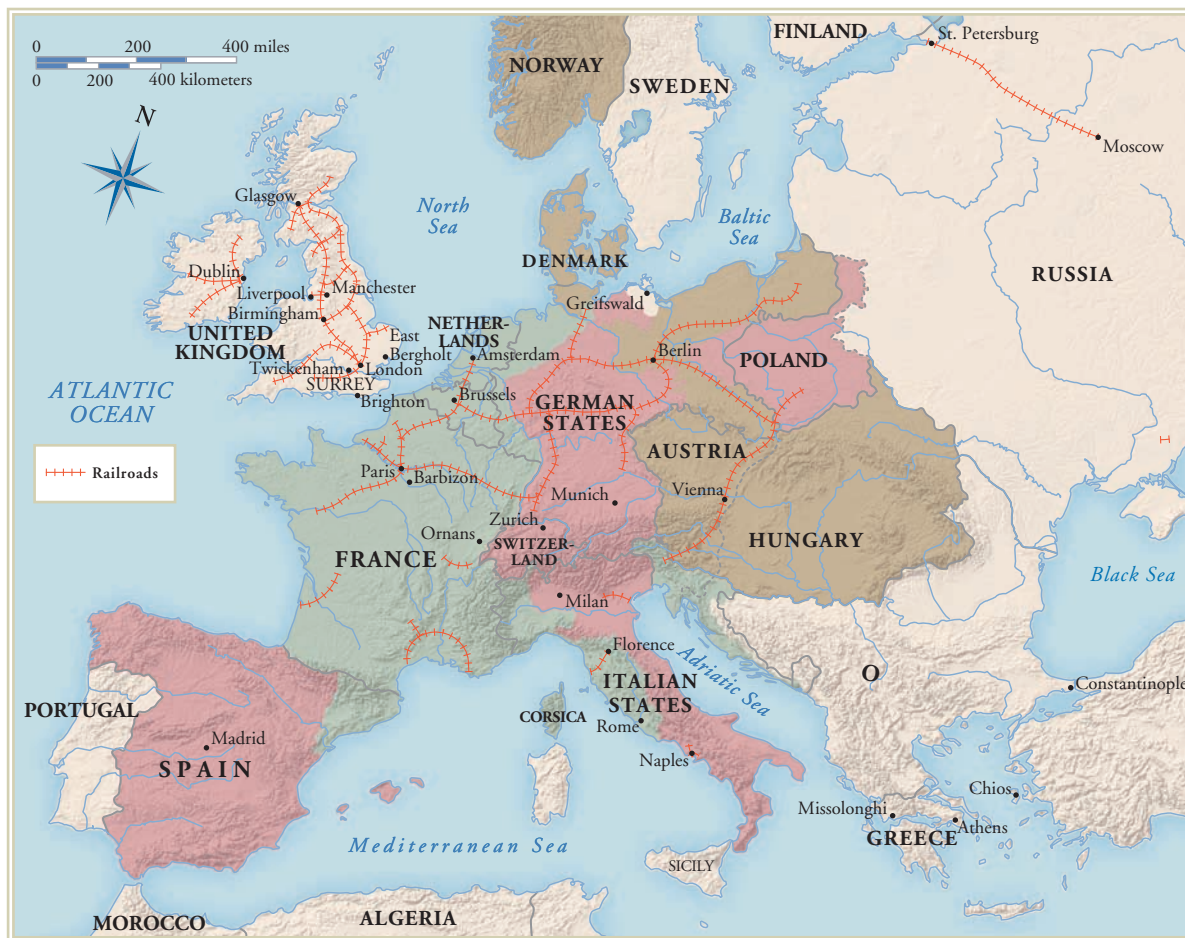 0 200 400 miles
0 200 400 kilometers
N
FINLAND
St. Petersburg
NORWAY
SWEDEN
Moscow
Glasgow
North
Sea
Baltic
Sea
DENMARK
RUSSIA
Dublin
Liverpool
Manchester
Birmingham
Greifswald
UNITED
KINGDOM
East
Bergholt
NETHER-
LANDS
Amsterdam
Berlin
POLAND
Twickenham
London
SURREY
Brighton
ATLANTIC
OCEAN
Brussels
GERMAN
STATES
AUSTRIA
Railroads
Paris
Barbizon
Munich
Vienna
Zurich
Ornans
SWITZER-
LAND
FRANCE
HUNGARY
Black Sea
Milan
Florence
Adriatic Sea
ITALIAN
STATES
O
Constantinople
PORTUGAL
CORSICA
Rome
Madrid
SPAIN
Naples
Chios
Missolonghi
Athens
GREECE
Mediterranean Sea
SICILY
MOROCCO
ALGERIA